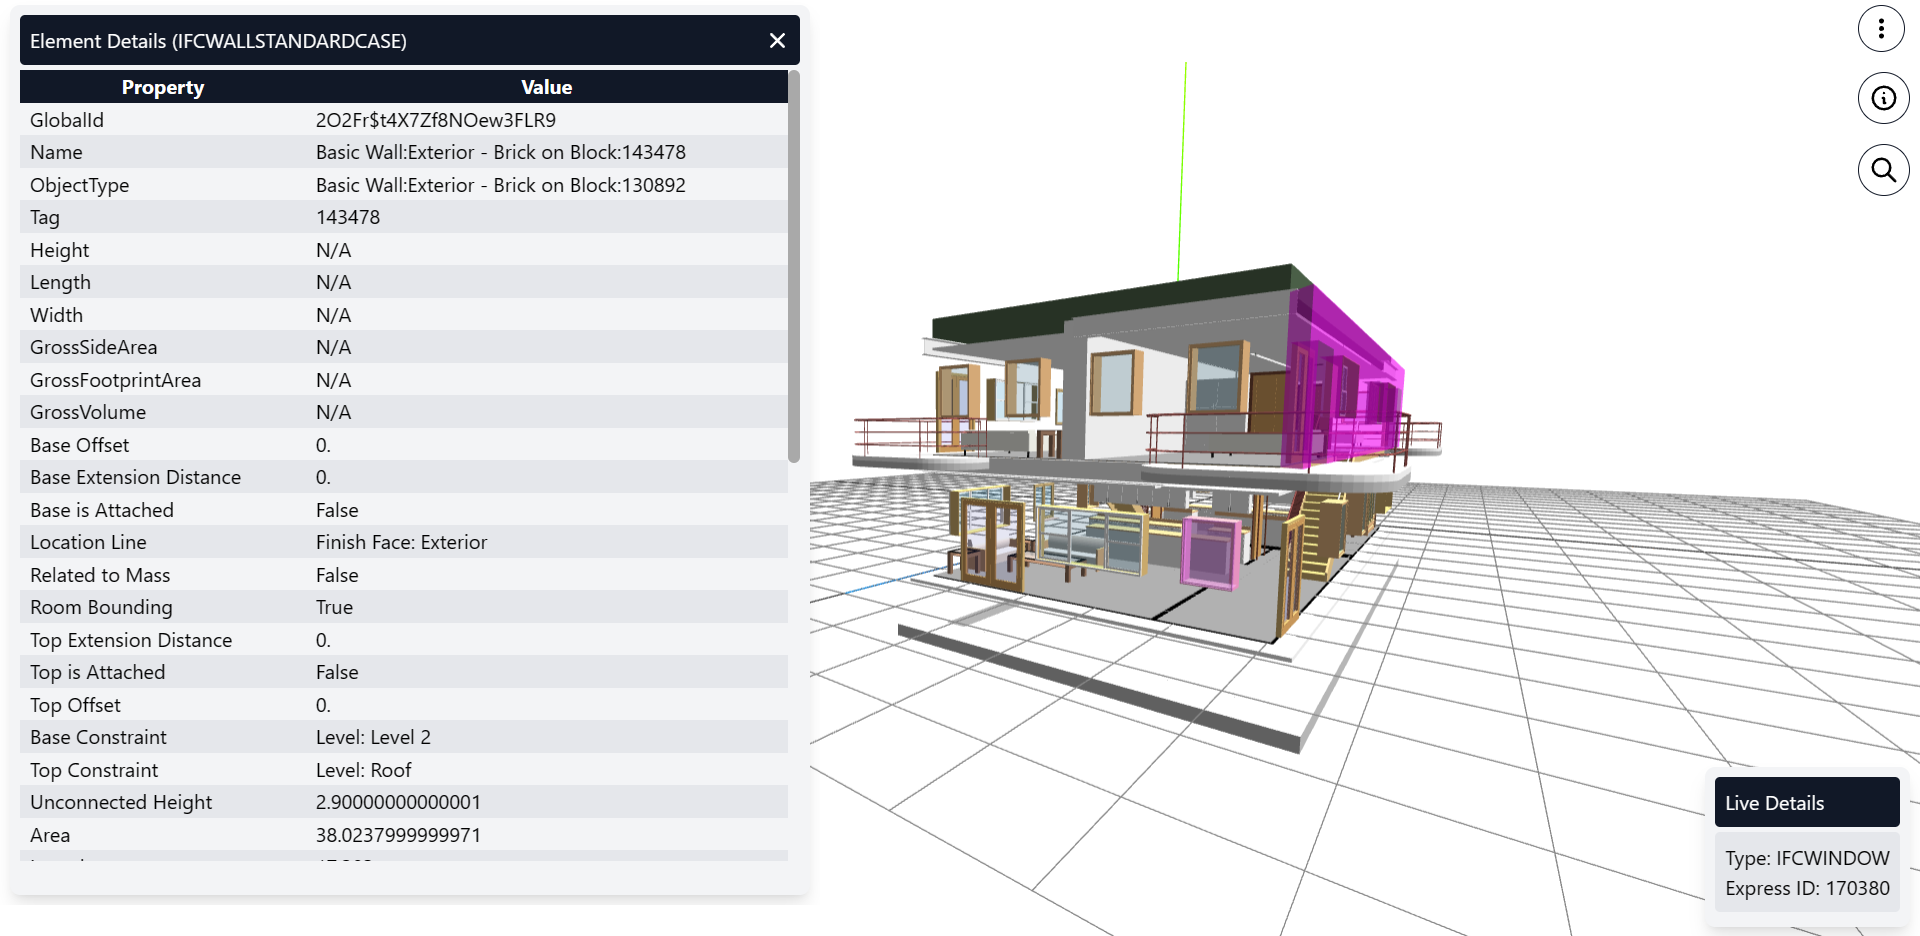 Element Details (IFCWALLSTANDARDCASE)
Property Value
GlobalId 2O2Fr$t4X7Zf8NOew3FLR9
Name Basic Wall:Exterior - Brick on Block:143478
ObjectType Basic Wall:Exterior - Brick on Block:130892
Tag 143478
Height N/A
Length N/A
Width N/A
GrossSideArea N/A
GrossFootprintArea N/A
GrossVolume N/A
Base Offset 0.
Base Extension Distance 0.
Base is Attached False
Location Line Finish Face: Exterior
Related to Mass False
Room Bounding True
Top Extension Distance 0.
Top is Attached False
Top Offset 0.
Base Constraint Level: Level 2
Top Constraint Level: Roof
Unconnected Height 2.90000000000001
Area 38.0237999999971
Live Details
Type: IFCWINDOW
Express ID: 170380